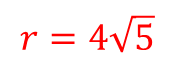 r = 4√5